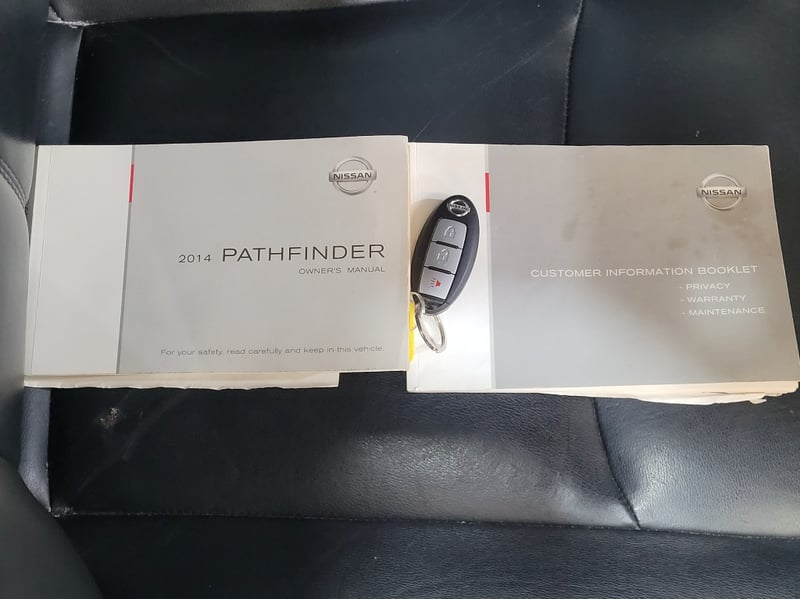 NISSAN
2014 PATHFINDER
OWNER'S MANUAL
For your safety, read carefully and keep in this vehicle.
NISSAN
CUSTOMER INFORMATION BOOKLET
- PRIVACY
- WARRANTY
- MAINTENANCE